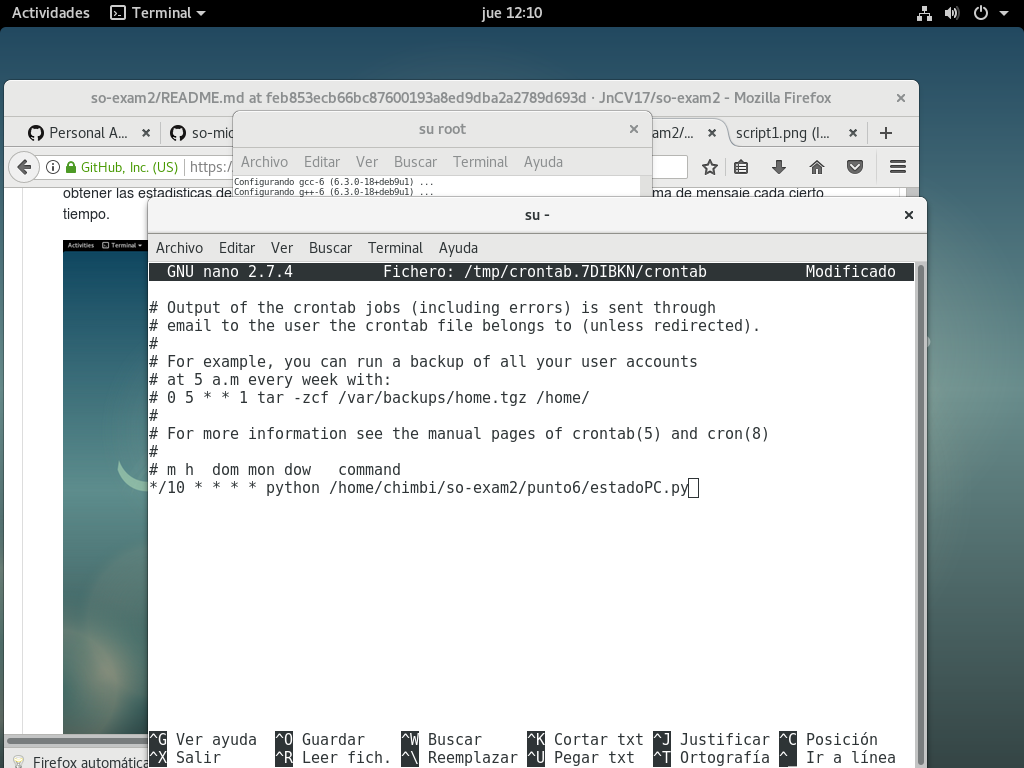 Actividades Terminal jue 12:10
so-exam2/README.md at feb853ecb66bc87600193a8ed9dba2a2789d693d · JnCV17/so-exam2 - Mozilla Firefox
Personal A... so-mic am2/... script1.png (I...
GitHub, Inc. (US) https:
su root
Archivo Editar Ver Buscar Terminal Ayuda
Configurando gcc-6 (6.3.0-18+deb9u1) ...
Configurando g++-6 (6.3.0-18+deb9u1) ...
obtener las estadisticas de ma de mensaje cada cierto
tiempo.
Activities Terminal
su -
Archivo Editar Ver Buscar Terminal Ayuda
GNU nano 2.7.4 Fichero: /tmp/crontab.7DIBKN/crontab Modificado
# Output of the crontab jobs (including errors) is sent through
# email to the user the crontab file belongs to (unless redirected).
#
# For example, you can run a backup of all your user accounts
# at 5 a.m every week with:
# 0 5 * * 1 tar -zcf /var/backups/home.tgz /home/
#
# For more information see the manual pages of crontab(5) and cron(8)
#
# m h  dom mon dow   command
*/10 * * * * python /home/chimbi/so-exam2/punto6/estadoPC.py
^G Ver ayuda ^O Guardar ^W Buscar ^K Cortar txt ^J Justificar ^C Posición
^X Salir ^R Leer fich. ^\ Reemplazar ^U Pegar txt ^T Ortografía ^_ Ir a línea
Firefox automática